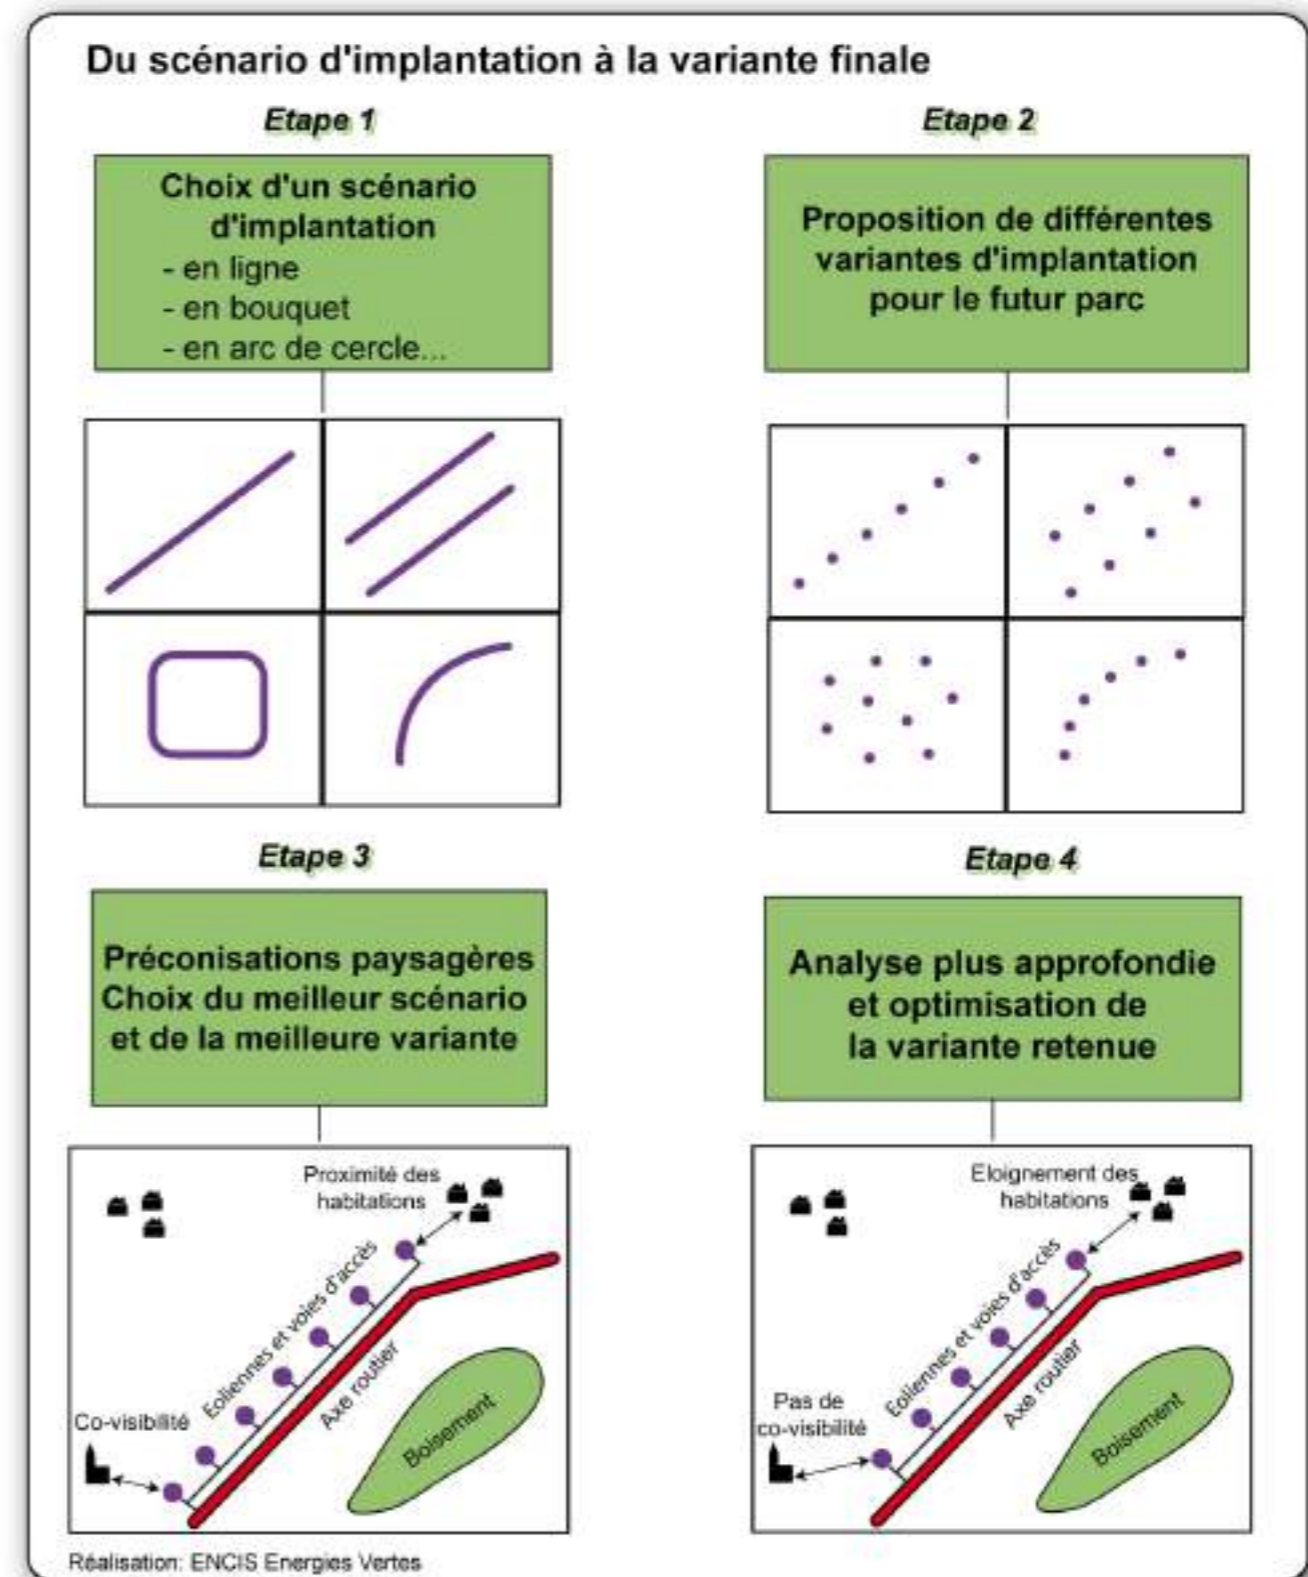 Du scénario d'implantation à la variante finale
Etape 1
Choix d'un scénario
d'implantation
- en ligne
- en bouquet
- en arc de cercle...
Etape 2
Proposition de différentes
variantes d'implantation
pour le futur parc
Etape 3
Préconisations paysagères
Choix du meilleur scénario
et de la meilleure variante
Proximité des
habitations
Eoliennes et voies d'accès
Axe routier
Co-visibilité
Boisement
Etape 4
Analyse plus approfondie
et optimisation de
la variante retenue
Eloignement des
habitations
Eoliennes et voies d'accès
Axe routier
Pas de
co-visibilité
Boisement
Réalisation: ENCIS Energies Vertes